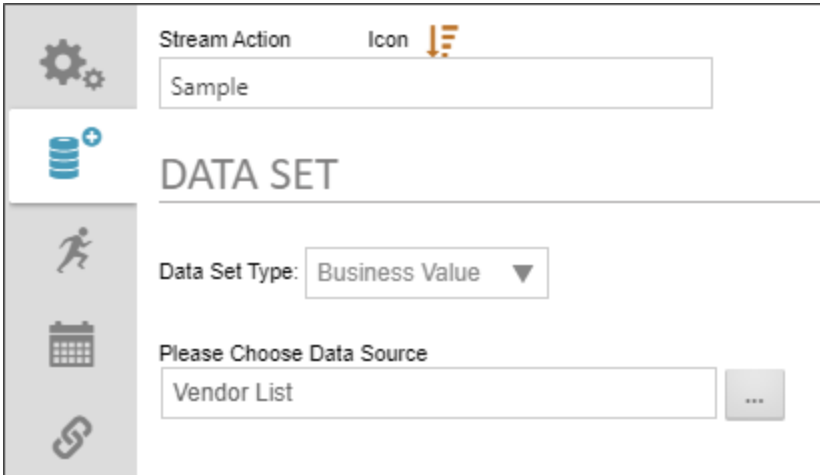 Stream Action Icon
Sample
DATA SET
Data Set Type: Business Value
Please Choose Data Source
Vendor List ...